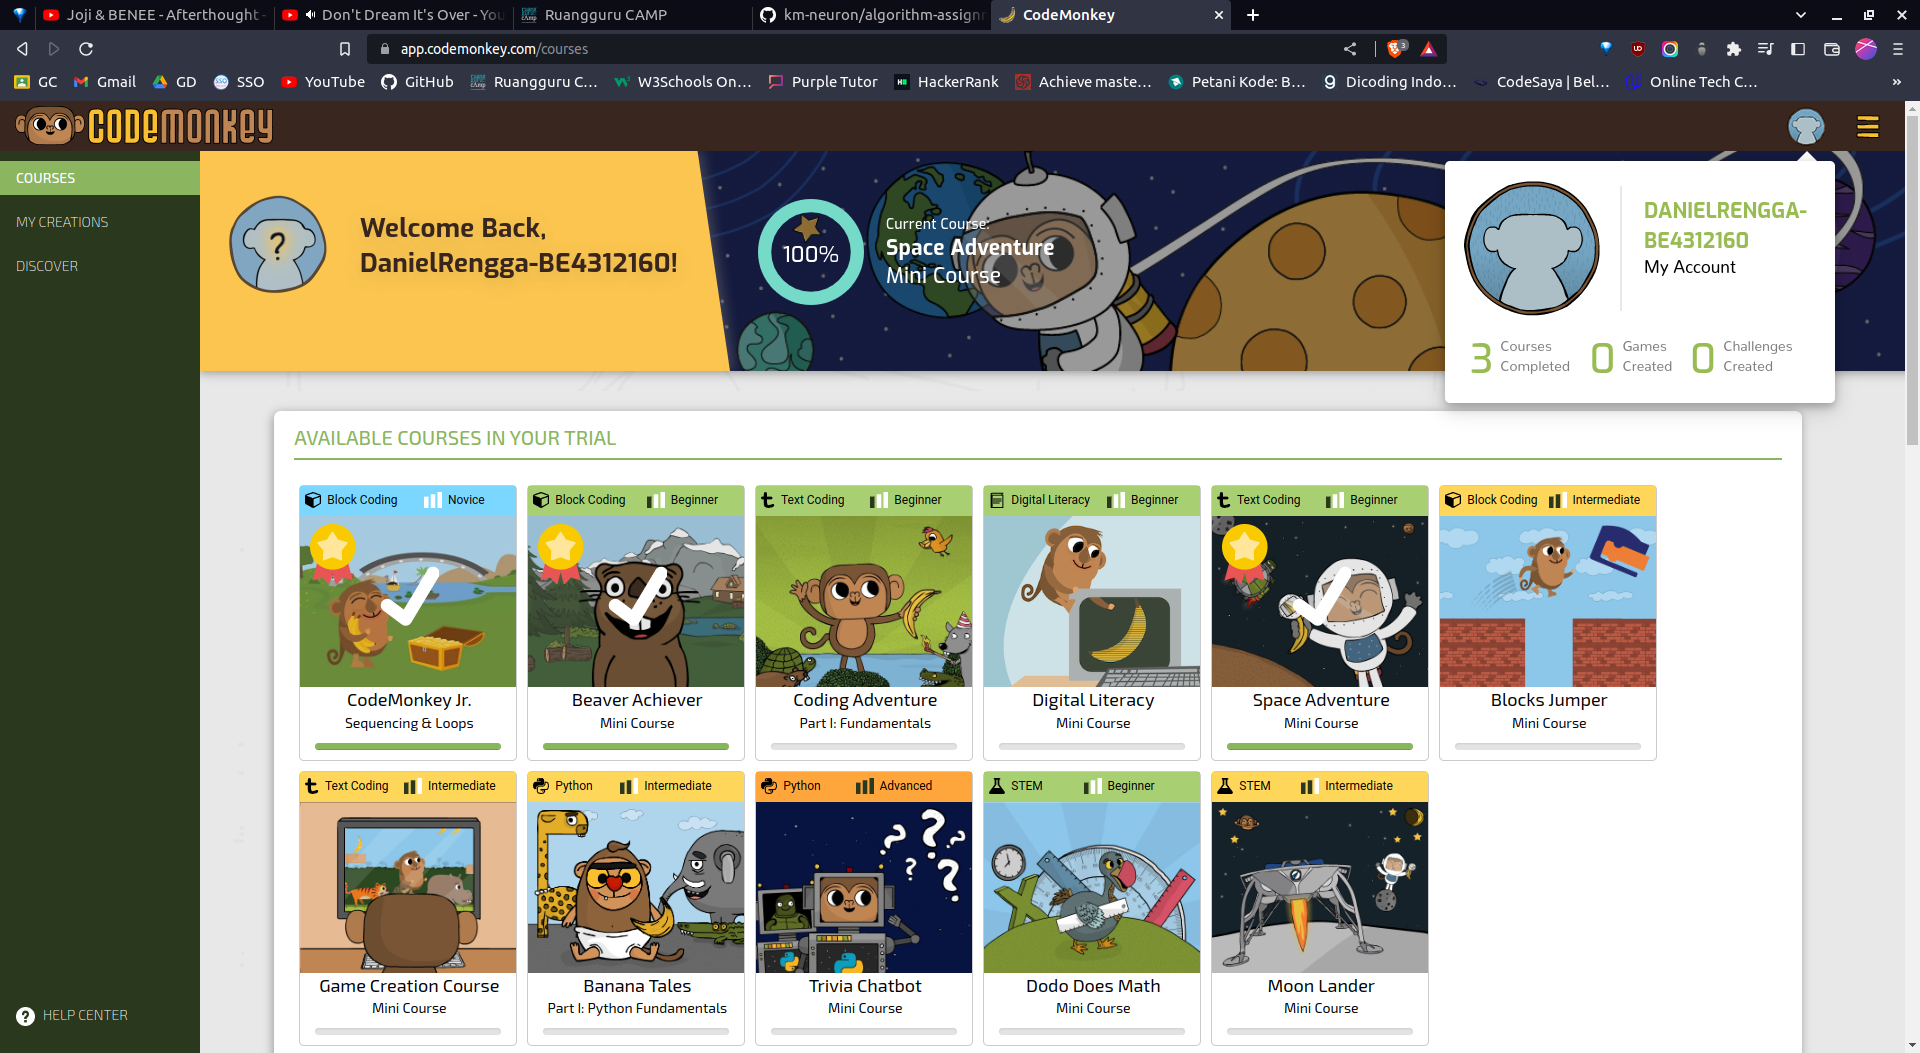 Joji & BENEE - Afterthought -
Don't Dream It's Over - You
Ruangguru CAMP
km-neuron/algorithm-assignm
CodeMonkey
app.codemonkey.com/courses
3
GC
Gmail
GD
SSO
YouTube
GitHub
Ruangguru C...
W3Schools On...
Purple Tutor
HackerRank
Achieve maste...
Petani Kode: B...
Dicoding Indo...
CodeSaya | Bel...
Online Tech C...
»
CODEMONKEY
COURSES
MY CREATIONS
DISCOVER
HELP CENTER
?
Welcome Back,
DanielRengga-BE4312160!
100%
Current Course:
Space Adventure
Mini Course
DANIELRENGGA-
BE4312160
My Account
3 Courses Completed
0 Games Created
0 Challenges Created
AVAILABLE COURSES IN YOUR TRIAL
Block Coding Novice
CodeMonkey Jr.
Sequencing & Loops
Block Coding Beginner
Beaver Achiever
Mini Course
Text Coding Beginner
Coding Adventure
Part I: Fundamentals
Digital Literacy Beginner
Digital Literacy
Mini Course
Text Coding Beginner
Space Adventure
Mini Course
Block Coding Intermediate
Blocks Jumper
Mini Course
Text Coding Intermediate
Game Creation Course
Mini Course
Python Intermediate
Banana Tales
Part I: Python Fundamentals
Python Advanced
? ? ? ?
Trivia Chatbot
Mini Course
STEM Beginner
Dodo Does Math
Mini Course
STEM Intermediate
Moon Lander
Mini Course